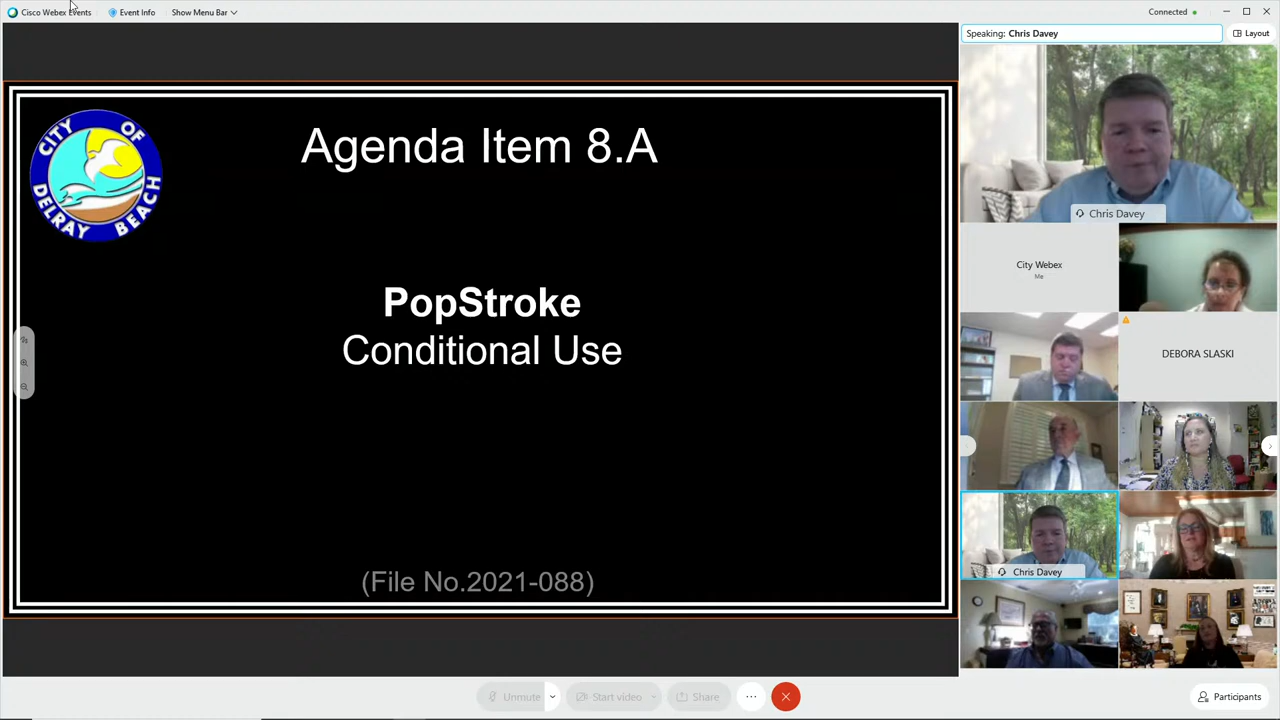 Cisco Webex Events
Event Info
Show Menu Bar
Connected
Speaking: Chris Davey
Layout
CITY OF
DELRAY BEACH
Agenda Item 8.A
PopStroke
Conditional Use
(File No.2021-088)
Chris Davey
City Webex
Me
DEBORA SLASKI
Chris Davey
Unmute
Start video
Share
Participants